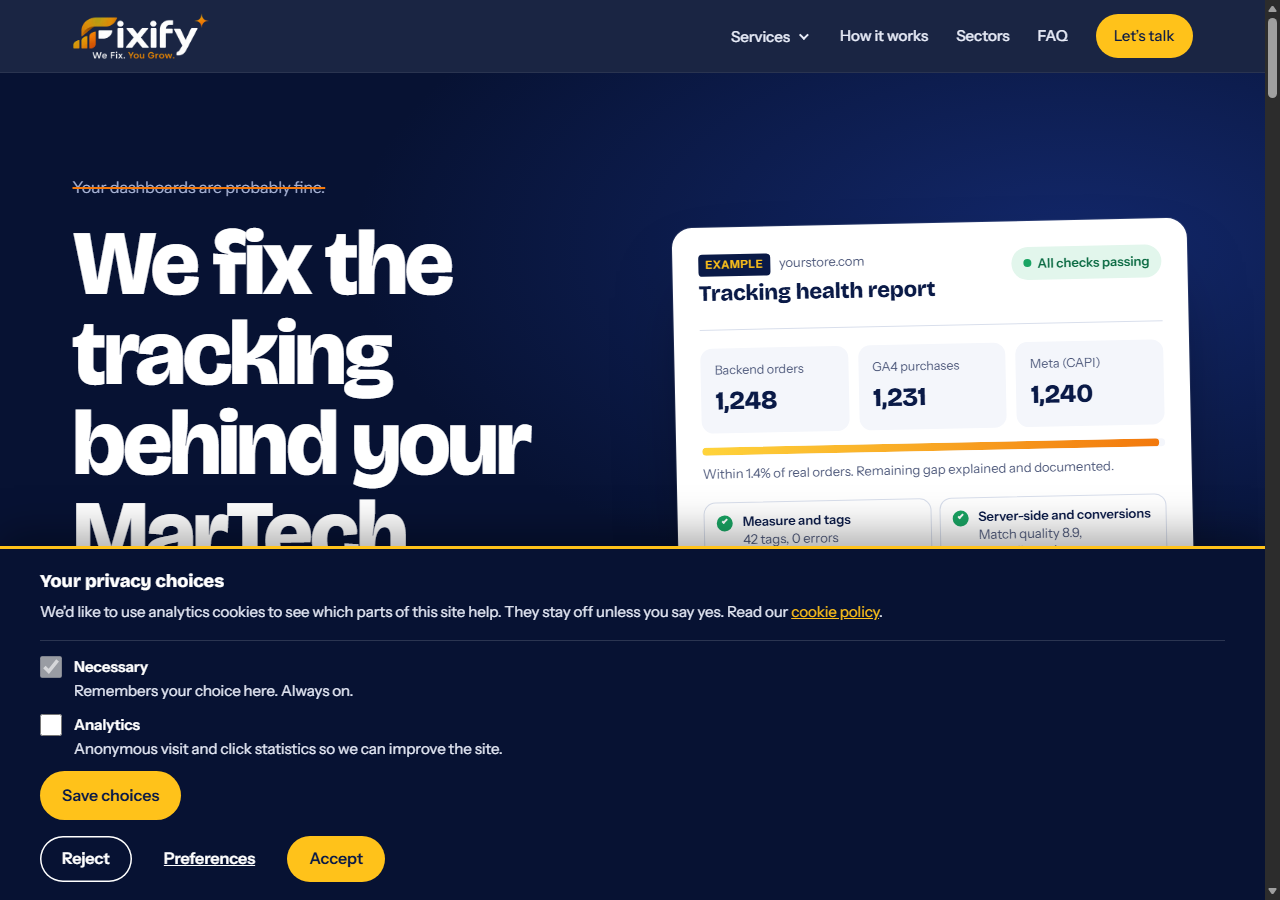 Fixify
We Fix. You Grow.
Services
How it works
Sectors
FAQ
Let's talk
Your dashboards are probably fine.
We fix the
tracking
behind your
MarTech
EXAMPLE yourstore.com
Tracking health report
All checks passing
Backend orders
1,248
GA4 purchases
1,231
Meta (CAPI)
1,240
Within 1.4% of real orders. Remaining gap explained and documented.
Measure and tags
42 tags, 0 errors
Server-side and conversions
Match quality 8.9,
Your privacy choices
We'd like to use analytics cookies to see which parts of this site help. They stay off unless you say yes. Read our cookie policy.
Necessary
Remembers your choice here. Always on.
Analytics
Anonymous visit and click statistics so we can improve the site.
Save choices
Reject
Preferences
Accept